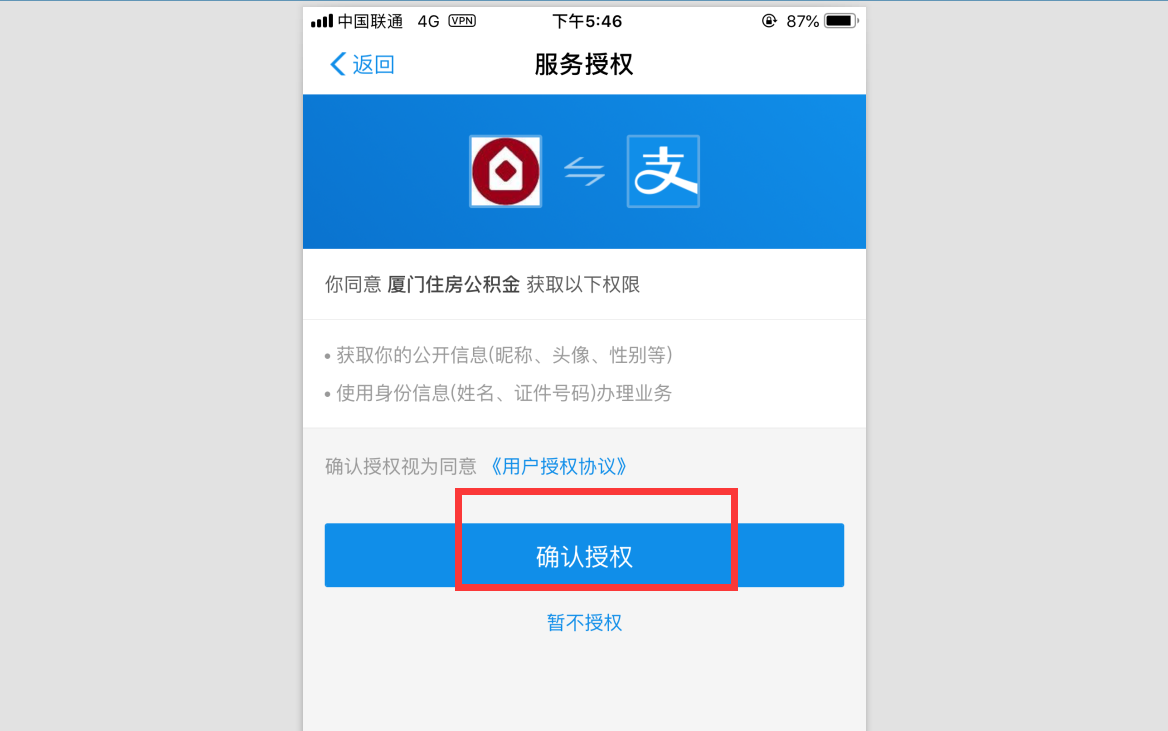 中国联通 4G VPN 下午5:46 87%
返回 服务授权
支
你同意 厦门住房公积金 获取以下权限
• 获取你的公开信息(昵称、头像、性别等)
• 使用身份信息(姓名、证件号码)办理业务
确认授权视为同意 《用户授权协议》
确认授权
暂不授权